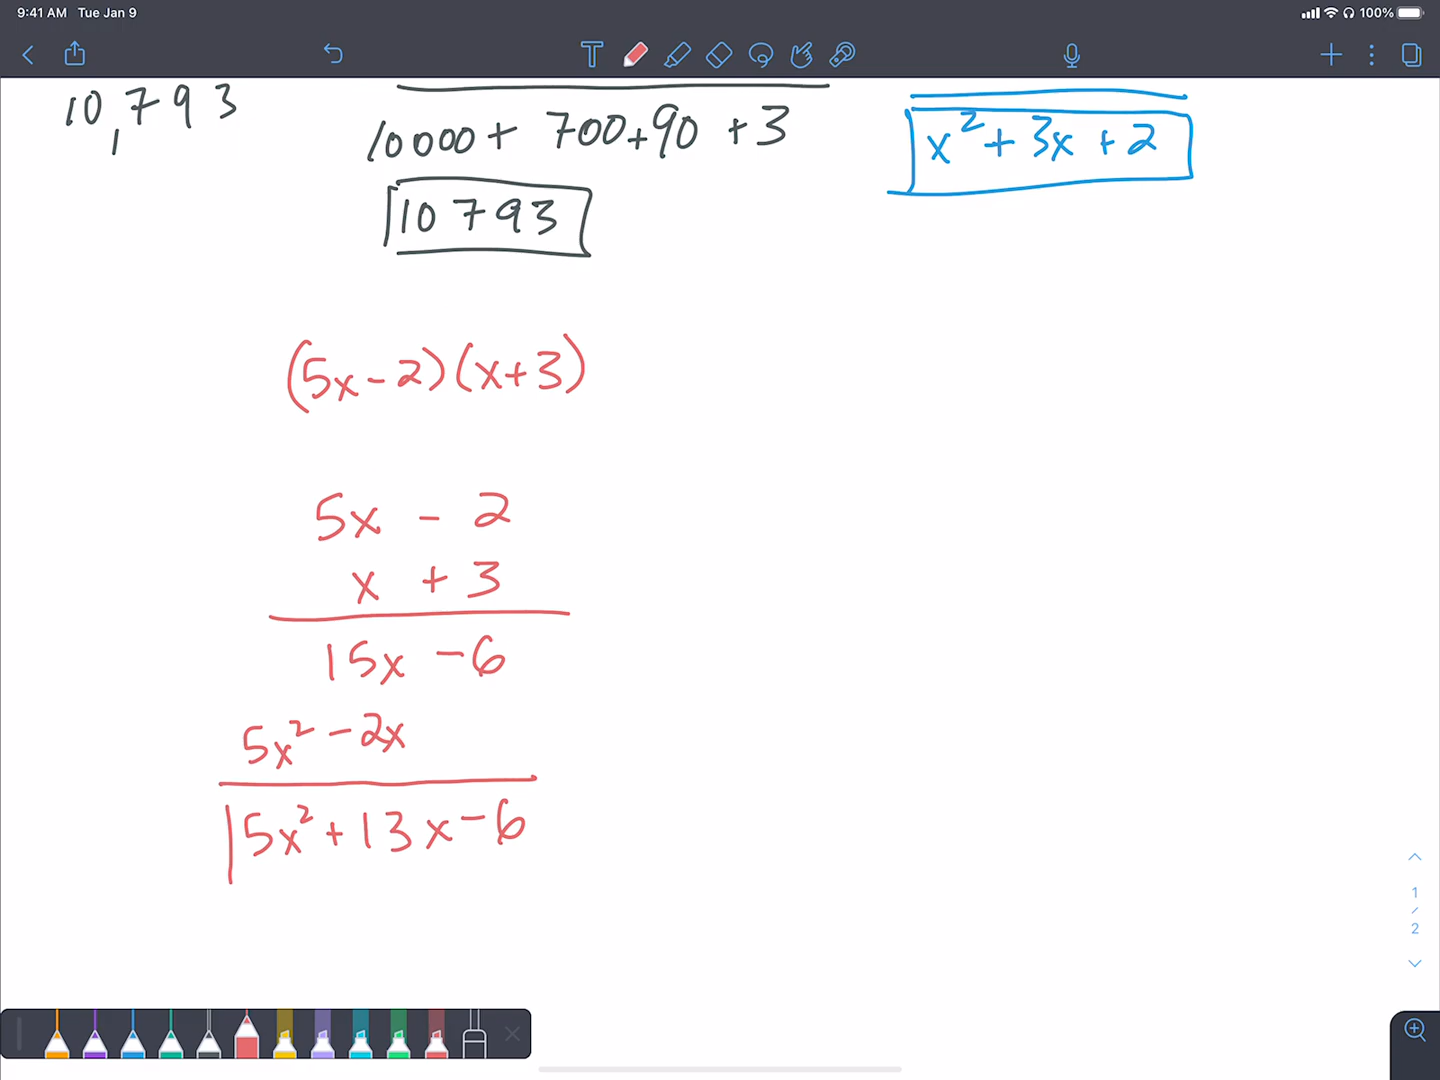 9:41 AM Tue Jan 9
100%
10,793
10000 + 700 + 90 + 3
10793
x² + 3x + 2
(5x - 2)(x + 3)
5x - 2
x + 3
15x - 6
5x² - 2x
5x² + 13x - 6
1
/
2